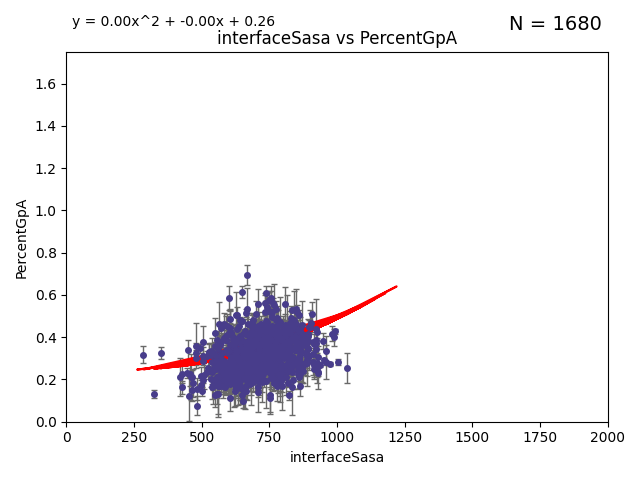 y = 0.00x^2 + -0.00x + 0.26
N = 1680
interfaceSasa vs PercentGpA
PercentGpA
1.6
1.4
1.2
1.0
0.8
0.6
0.4
0.2
0.0
0 250 500 750 1000 1250 1500 1750 2000
interfaceSasa